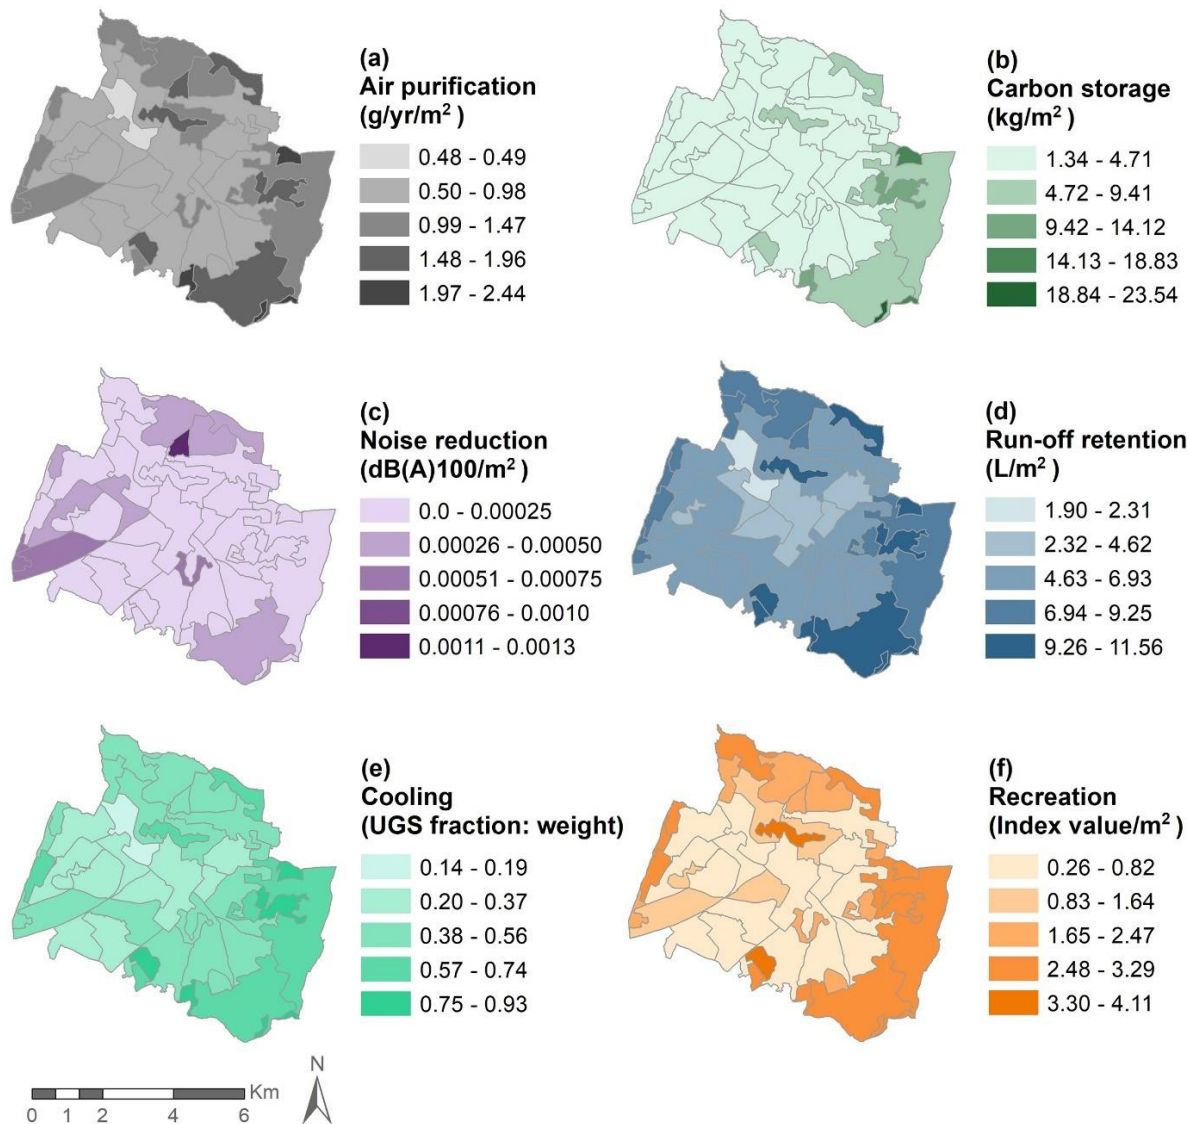 (a)
Air purification
(g/yr/m² )
0.48 - 0.49
0.50 - 0.98
0.99 - 1.47
1.48 - 1.96
1.97 - 2.44
(b)
Carbon storage
(kg/m² )
1.34 - 4.71
4.72 - 9.41
9.42 - 14.12
14.13 - 18.83
18.84 - 23.54
(c)
Noise reduction
(dB(A)100/m² )
0.0 - 0.00025
0.00026 - 0.00050
0.00051 - 0.00075
0.00076 - 0.0010
0.0011 - 0.0013
(d)
Run-off retention
(L/m² )
1.90 - 2.31
2.32 - 4.62
4.63 - 6.93
6.94 - 9.25
9.26 - 11.56
(e)
Cooling
(UGS fraction: weight)
0.14 - 0.19
0.20 - 0.37
0.38 - 0.56
0.57 - 0.74
0.75 - 0.93
(f)
Recreation
(Index value/m² )
0.26 - 0.82
0.83 - 1.64
1.65 - 2.47
2.48 - 3.29
3.30 - 4.11
Km
0 1 2 4 6
N